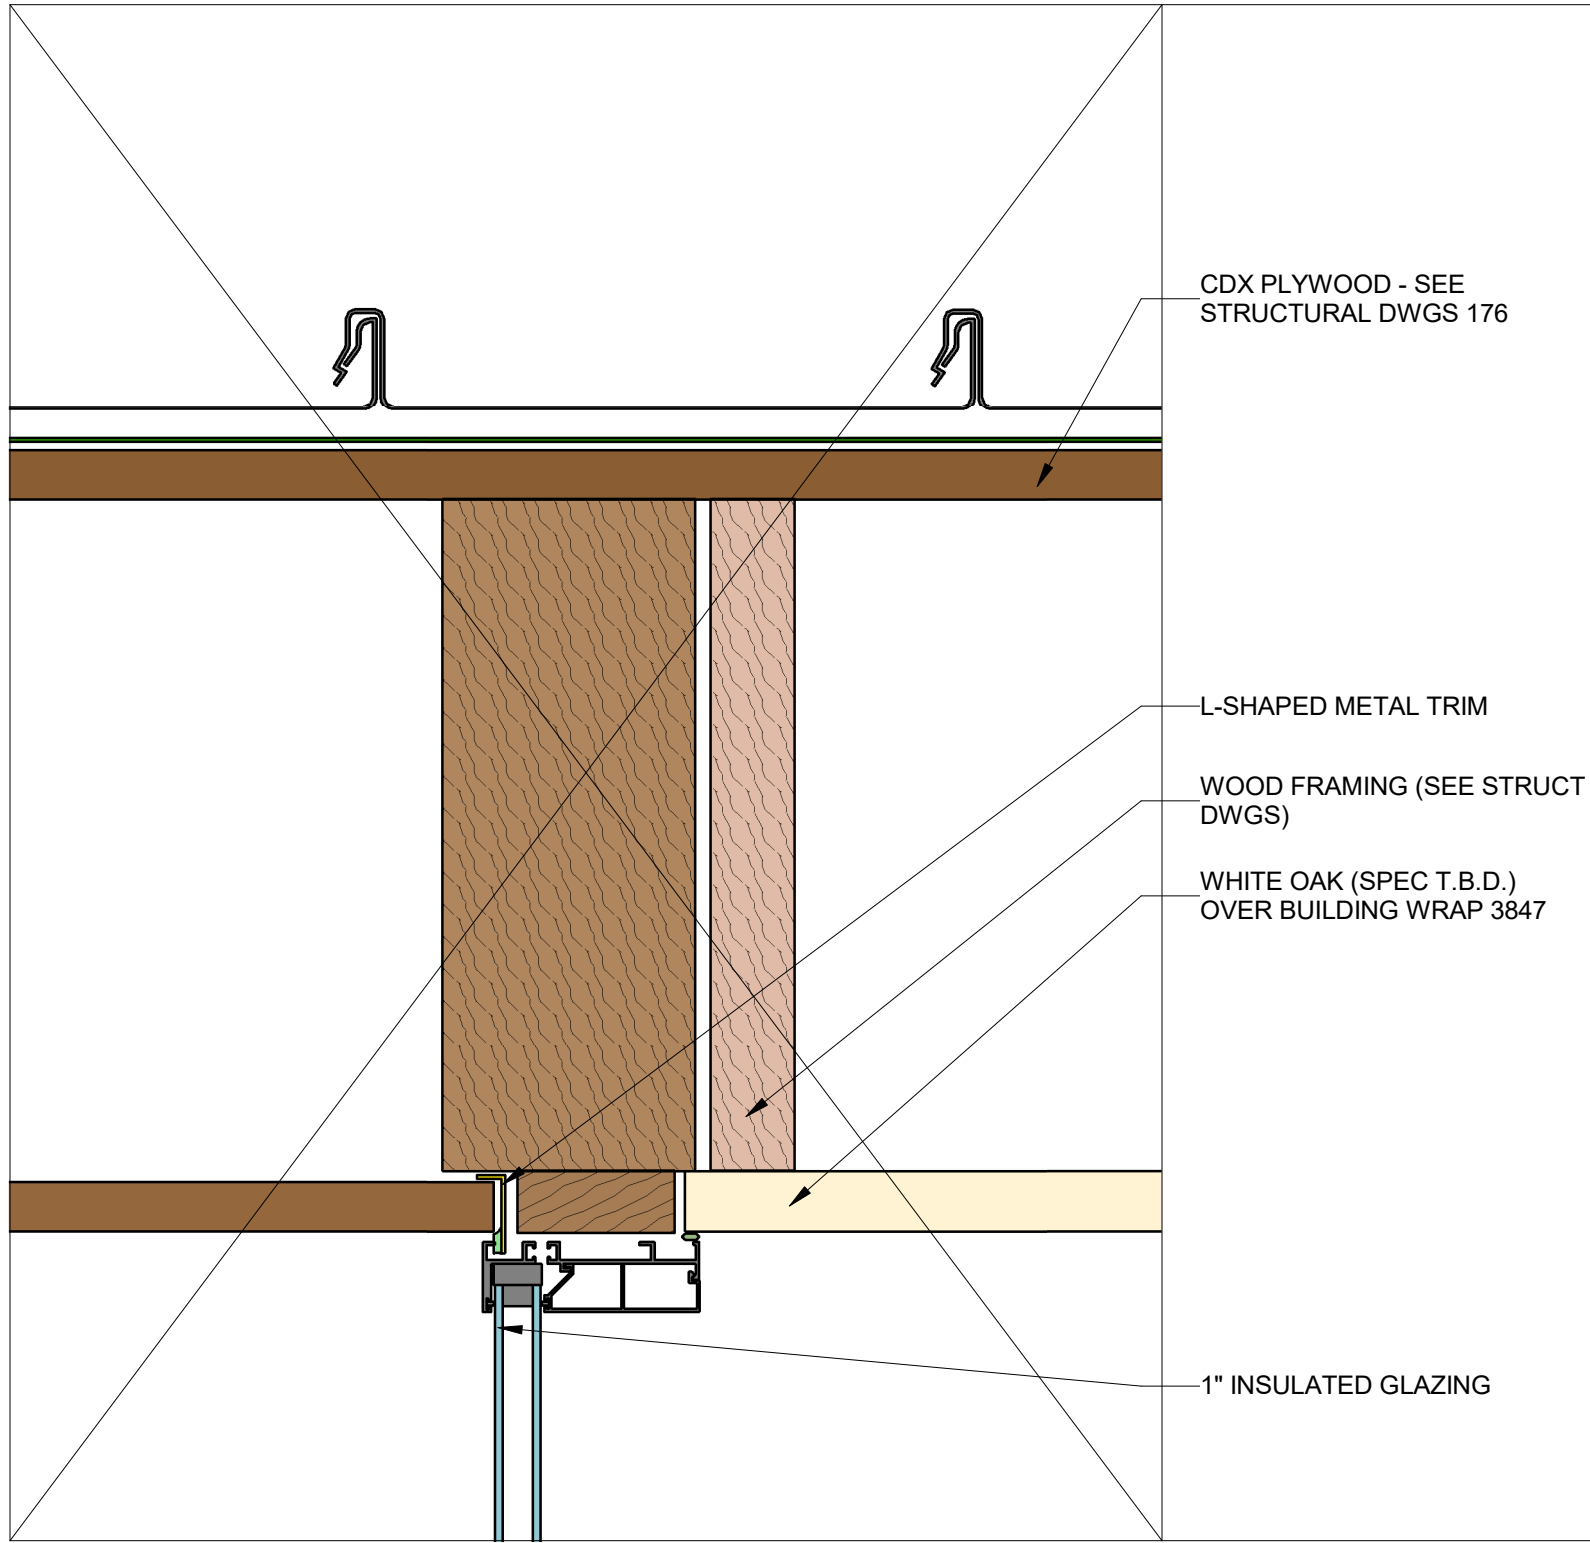 CDX PLYWOOD - SEE
STRUCTURAL DWGS 176
L-SHAPED METAL TRIM
WOOD FRAMING (SEE STRUCT
DWGS)
WHITE OAK (SPEC T.B.D.)
OVER BUILDING WRAP 3847
1" INSULATED GLAZING